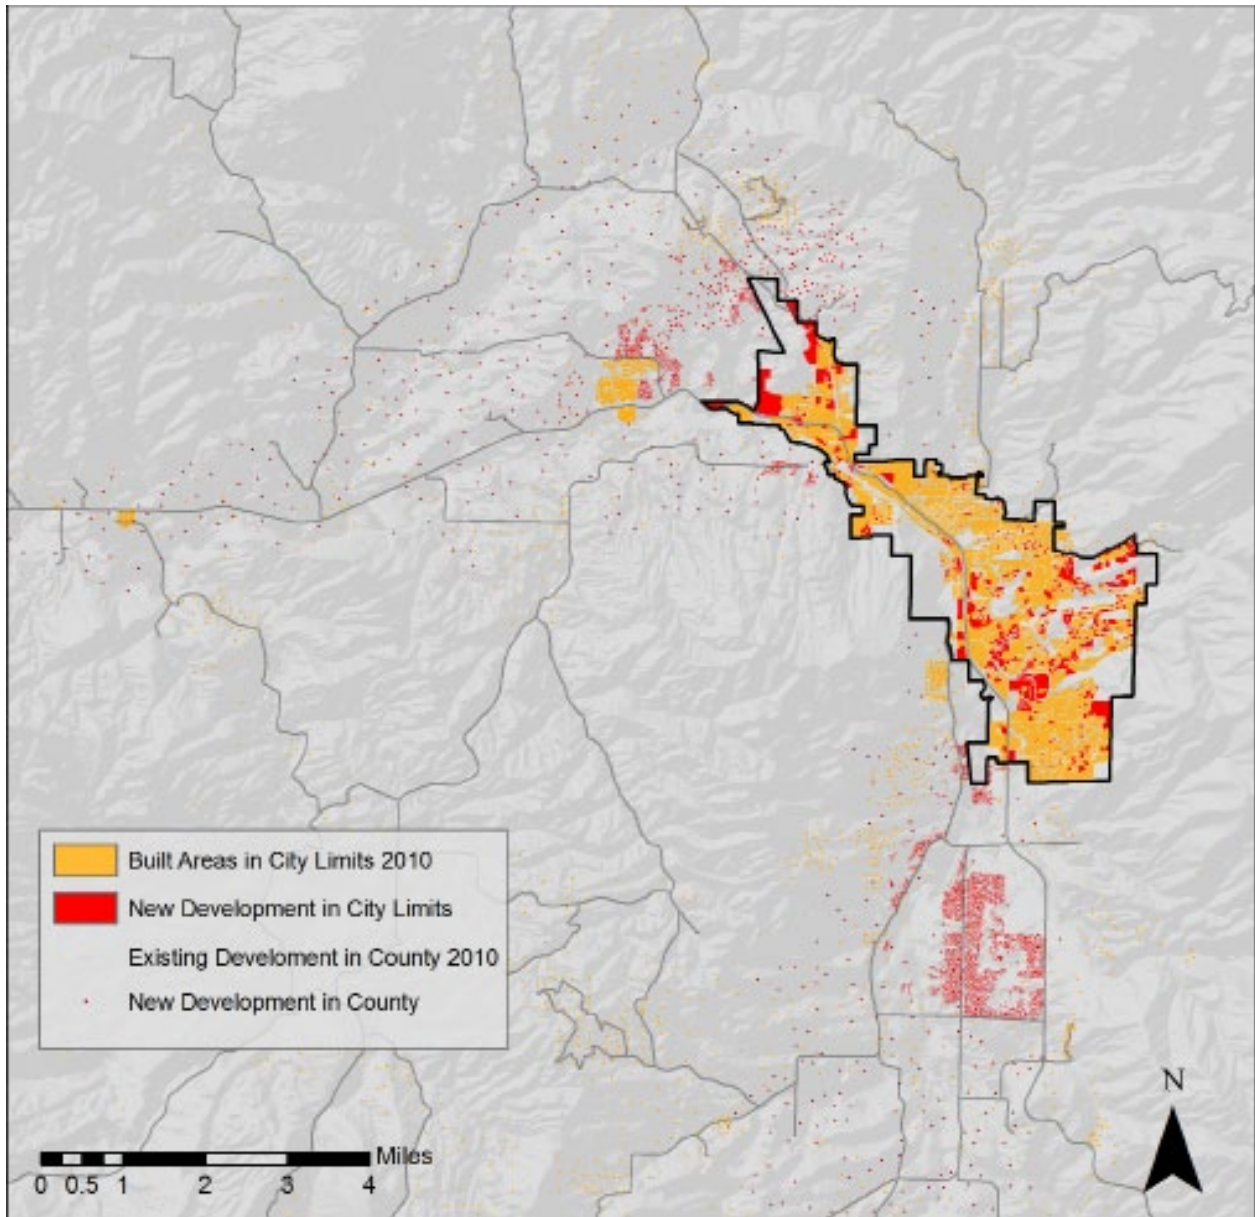 Built Areas in City Limits 2010
New Development in City Limits
Existing Develoment in County 2010
New Development in County
N
Miles
0 0.5 1 2 3 4